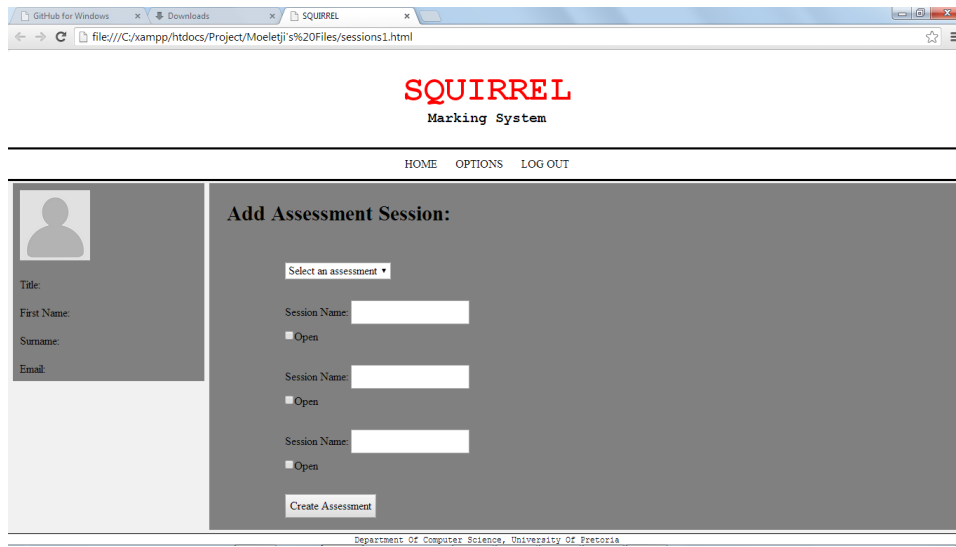 GitHub for Windows x Downloads x SQUIRREL x
file:///C:/xampp/htdocs/Project/Moeletji's%20Files/sessions1.html
SQUIRREL
Marking System
HOME OPTIONS LOG OUT
Title:
First Name:
Surname:
Email:
Add Assessment Session:
Select an assessment
Session Name:
Open
Session Name:
Open
Session Name:
Open
Create Assessment
Department Of Computer Science, University Of Pretoria